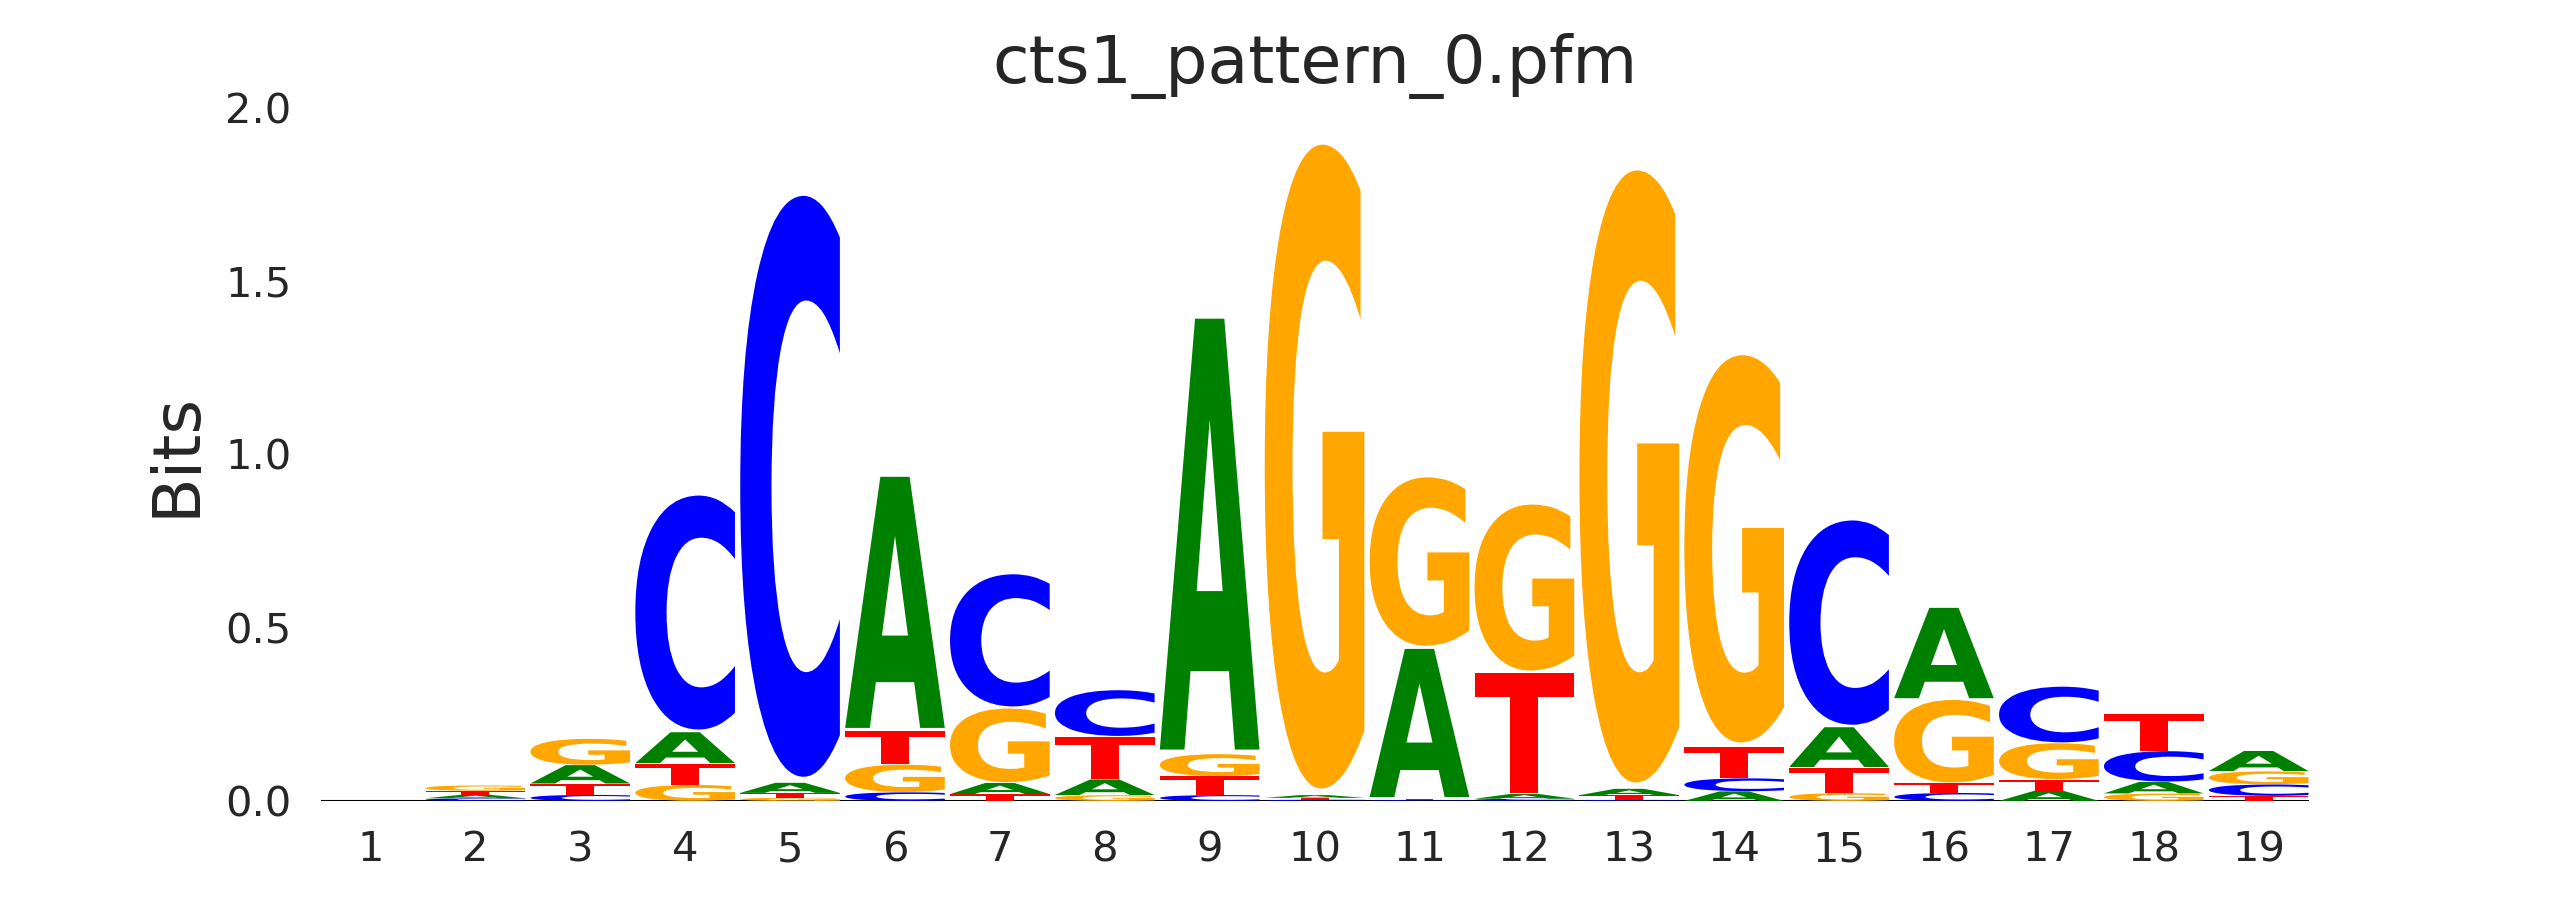 cts1_pattern_0.pfm
2.0
1.5
1.0
0.5
0.0
Bits
G T A C
G A T C
C A T G
C A T G
A T G C
C G A T
C T A G
A G T C
G A T C
G A G T
T G
A T
G T C A
C A T G
A G T C
C T G A
T C A G
1 2 3 4 5 6 7 8 9 10 11 12 13 14 15 16 17 18 19